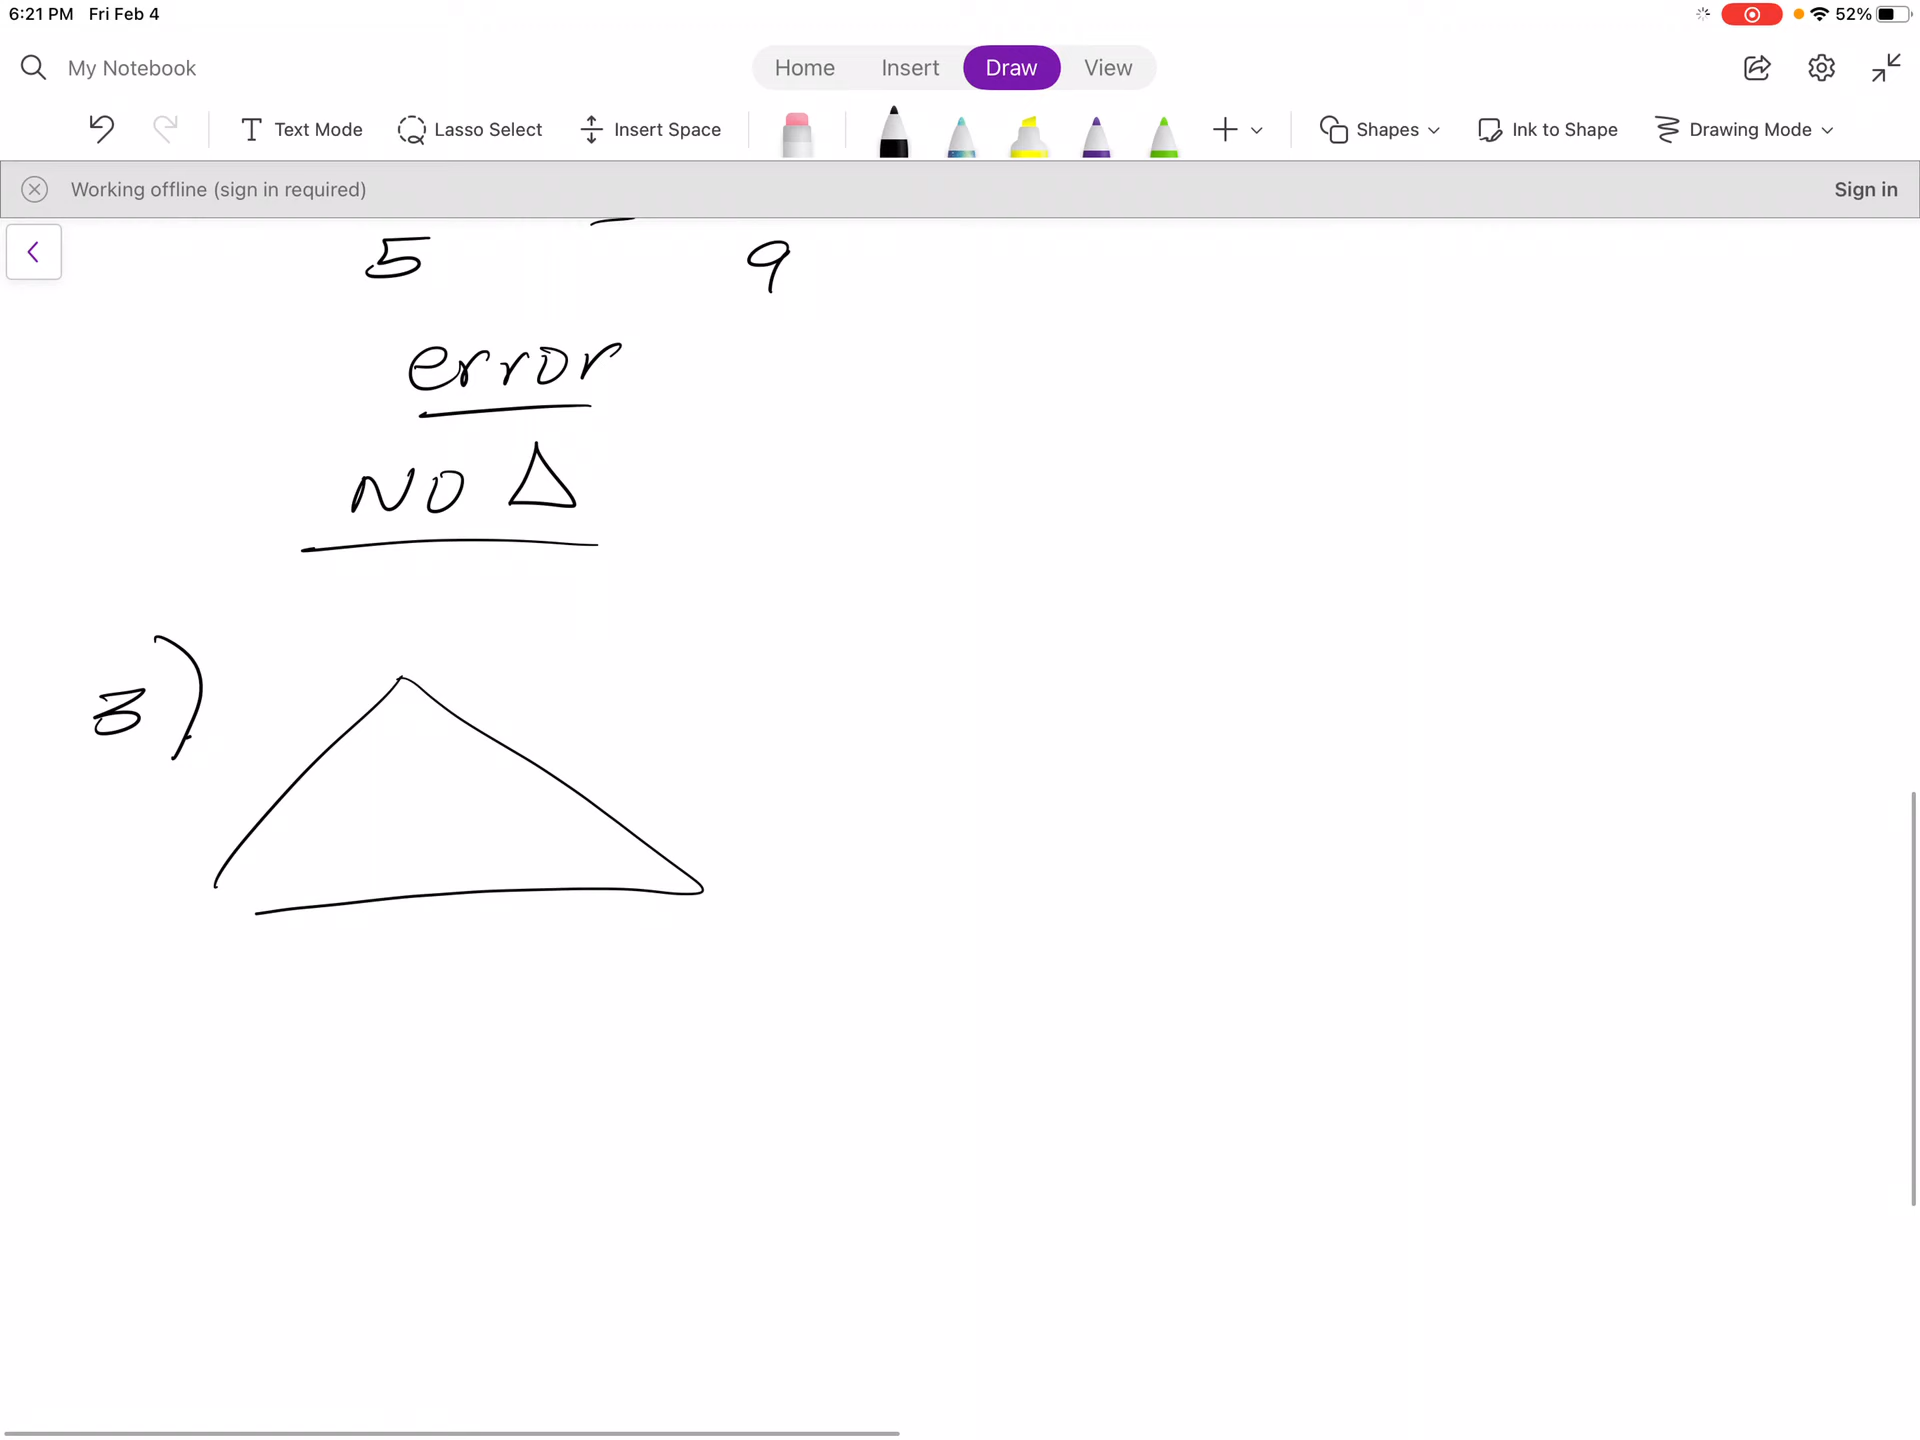 6:21 PM Fri Feb 4 52%
My Notebook Home Insert Draw View
Text Mode Lasso Select Insert Space Shapes Ink to Shape Drawing Mode
Working offline (sign in required) Sign in
5 9
error
NO Δ
3)